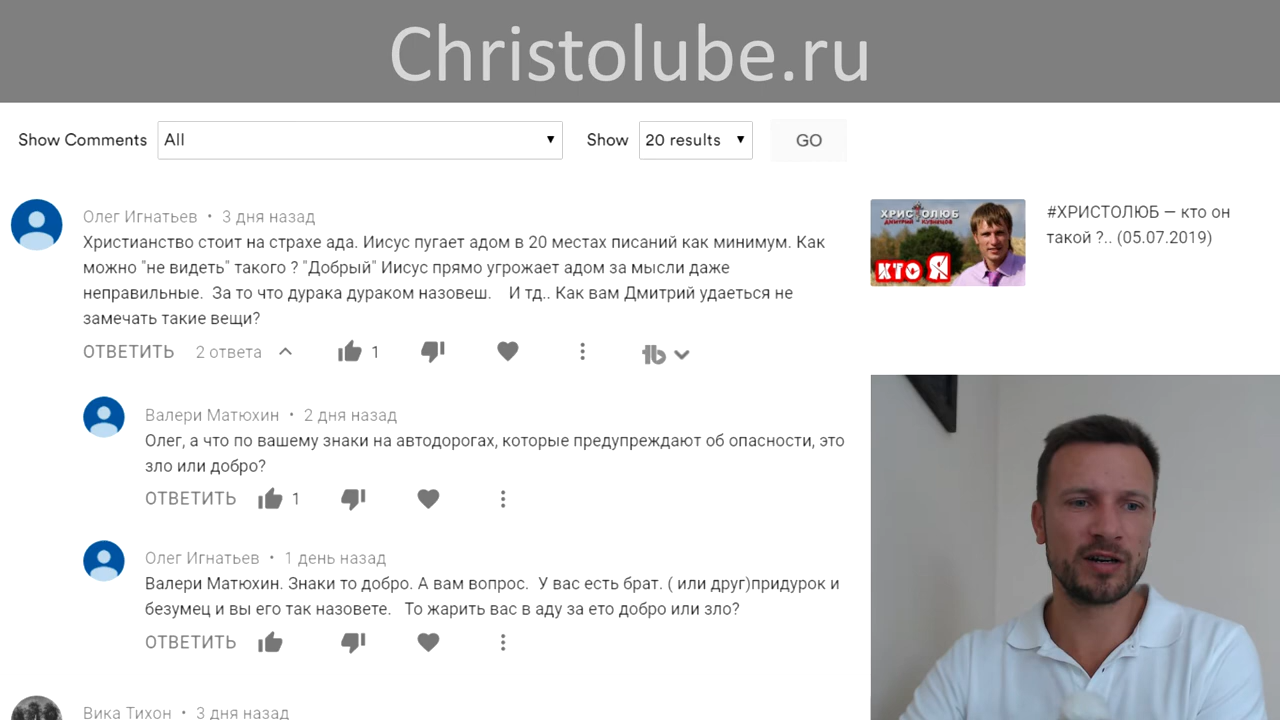 Christolube.ru
Show Comments All Show 20 results GO
Олег Игнатьев • 3 дня назад
Христианство стоит на страхе ада. Иисус пугает адом в 20 местах писаний как минимум. Как
можно "не видеть" такого ? "Добрый" Иисус прямо угрожает адом за мысли даже
неправильные. За то что дурака дураком назовеш. И тд.. Как вам Дмитрий удаеться не
замечать такие вещи?
ОТВЕТИТЬ 2 ответа 1
Валери Матюхин • 2 дня назад
Олег, а что по вашему знаки на автодорогах, которые предупреждают об опасности, это
зло или добро?
ОТВЕТИТЬ 1
Олег Игнатьев • 1 день назад
Валери Матюхин. Знаки то добро. А вам вопрос. У вас есть брат. ( или друг)придурок и
безумец и вы его так назовете. То жарить вас в аду за ето добро или зло?
ОТВЕТИТЬ
Вика Тихон • 3 дня назад
ХРИСТОЛЮБ
ДМИТРИЙ КУЗНЕЦОВ
КТО Я
#ХРИСТОЛЮБ — кто он
такой ?.. (05.07.2019)